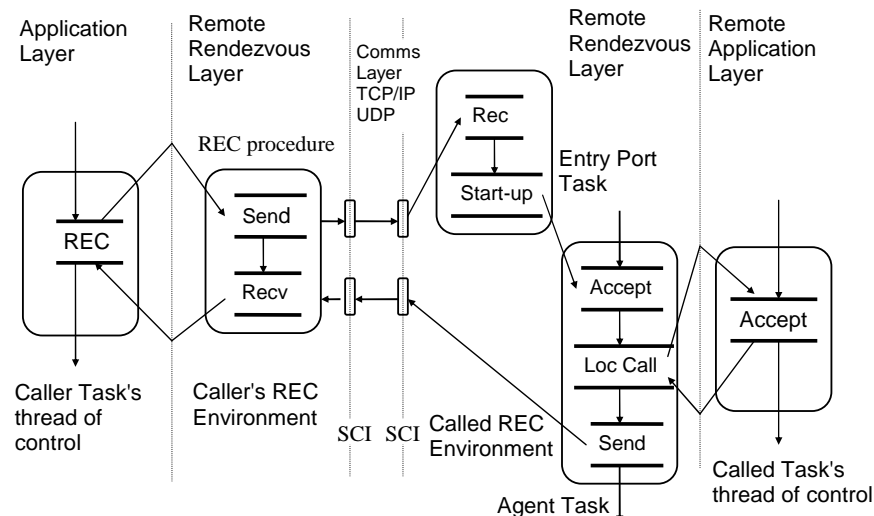 Application
Layer
Remote
Rendezvous
Layer
Comms
Layer
TCP/IP
UDP
Remote
Rendezvous
Layer
Remote
Application
Layer
REC procedure
Rec
Start-up
Entry Port
Task
REC
Send
Recv
Accept
Loc Call
Send
Accept
Caller Task's
thread of
control
Caller's REC
Environment
SCI
SCI
Called REC
Environment
Agent Task
Called Task's
thread of control